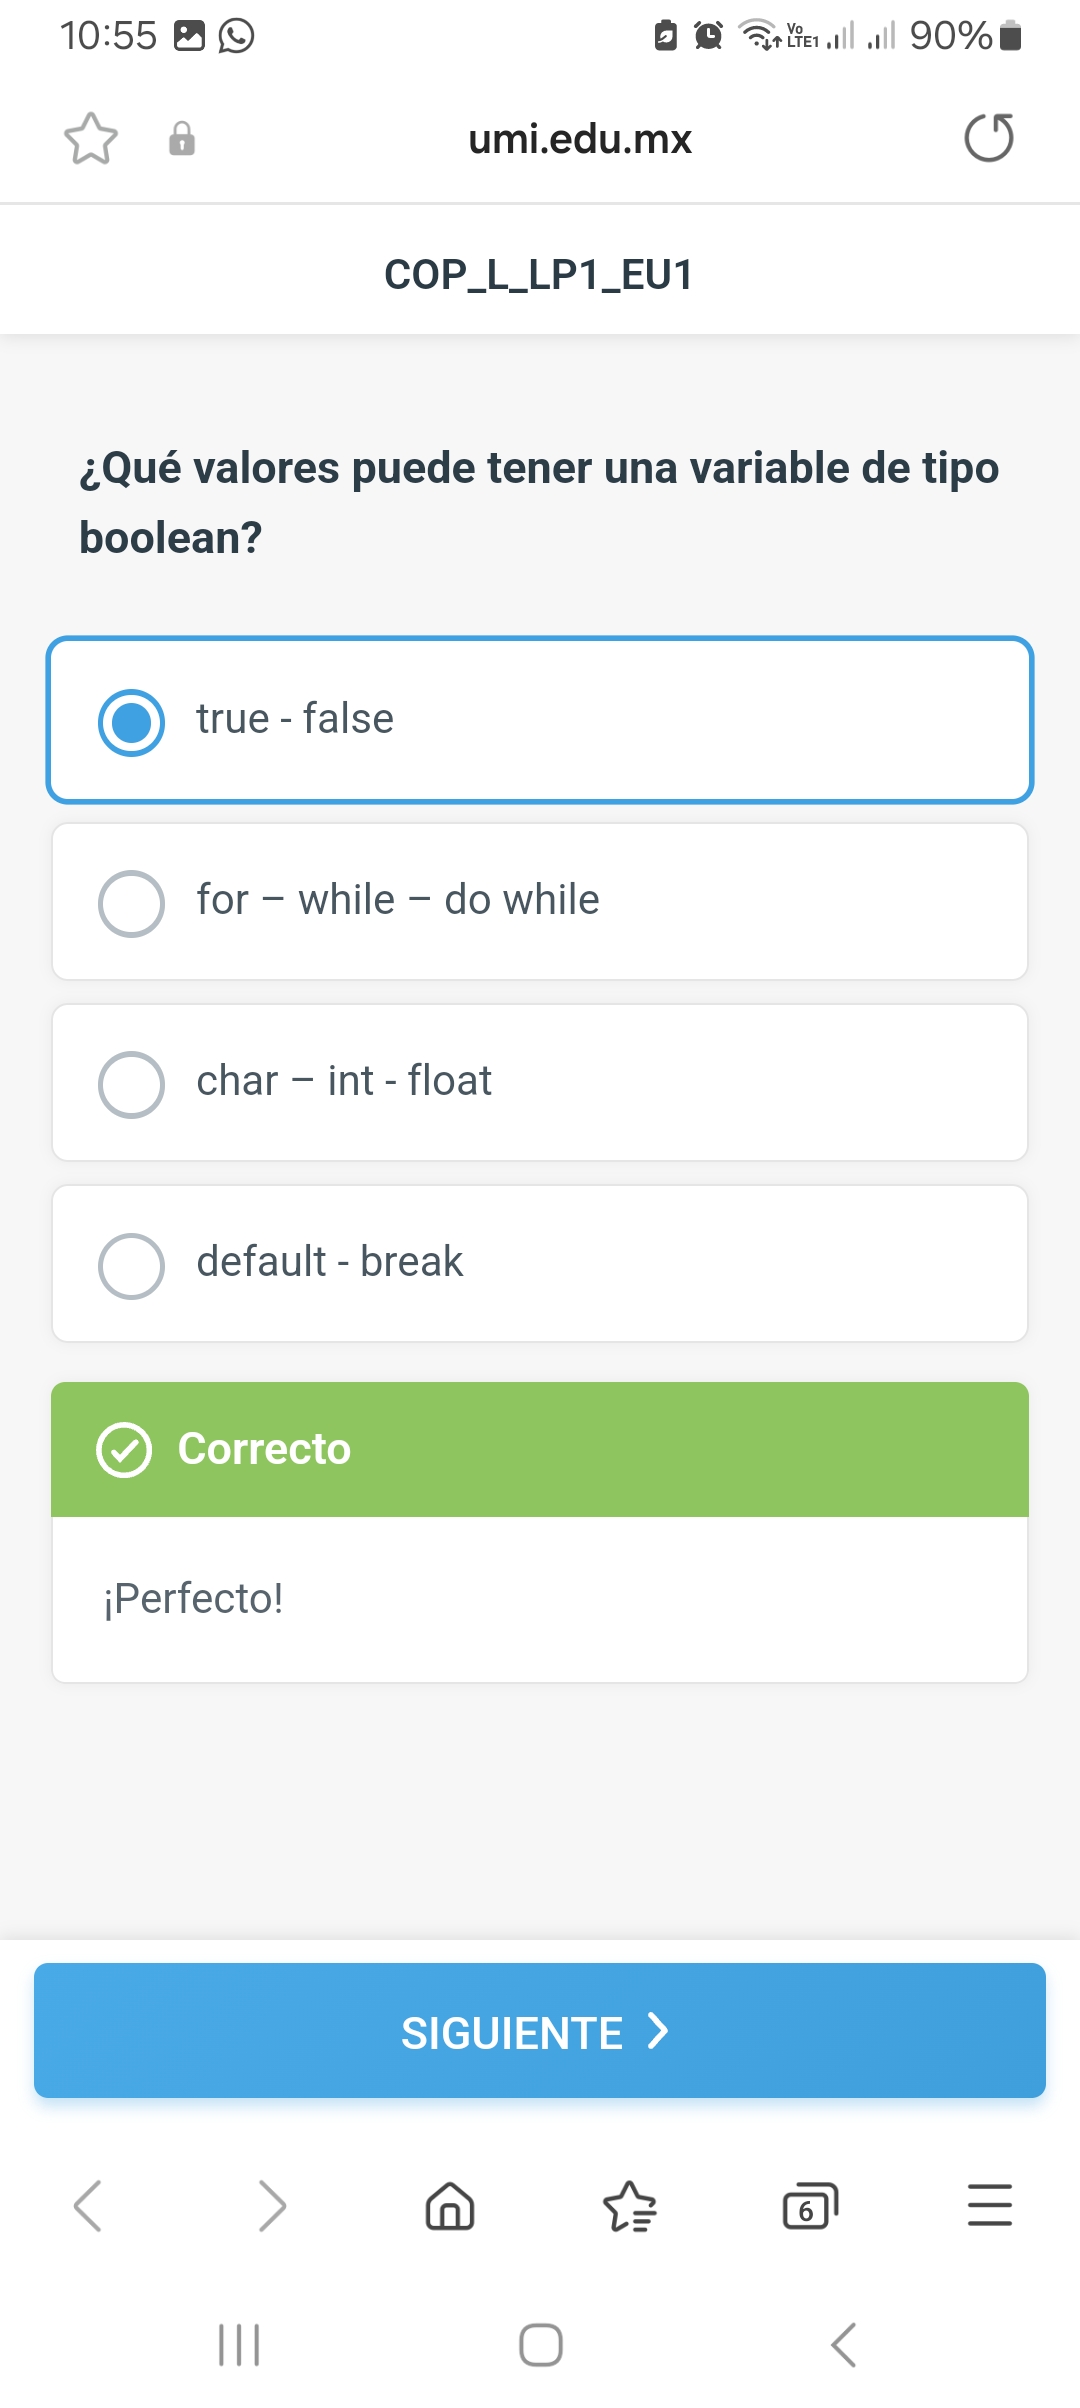 10:55
Vo
LTE1
90%
umi.edu.mx
COP_L_LP1_EU1
¿Qué valores puede tener una variable de tipo
boolean?
true - false
for – while – do while
char – int - float
default - break
Correcto
¡Perfecto!
SIGUIENTE
6